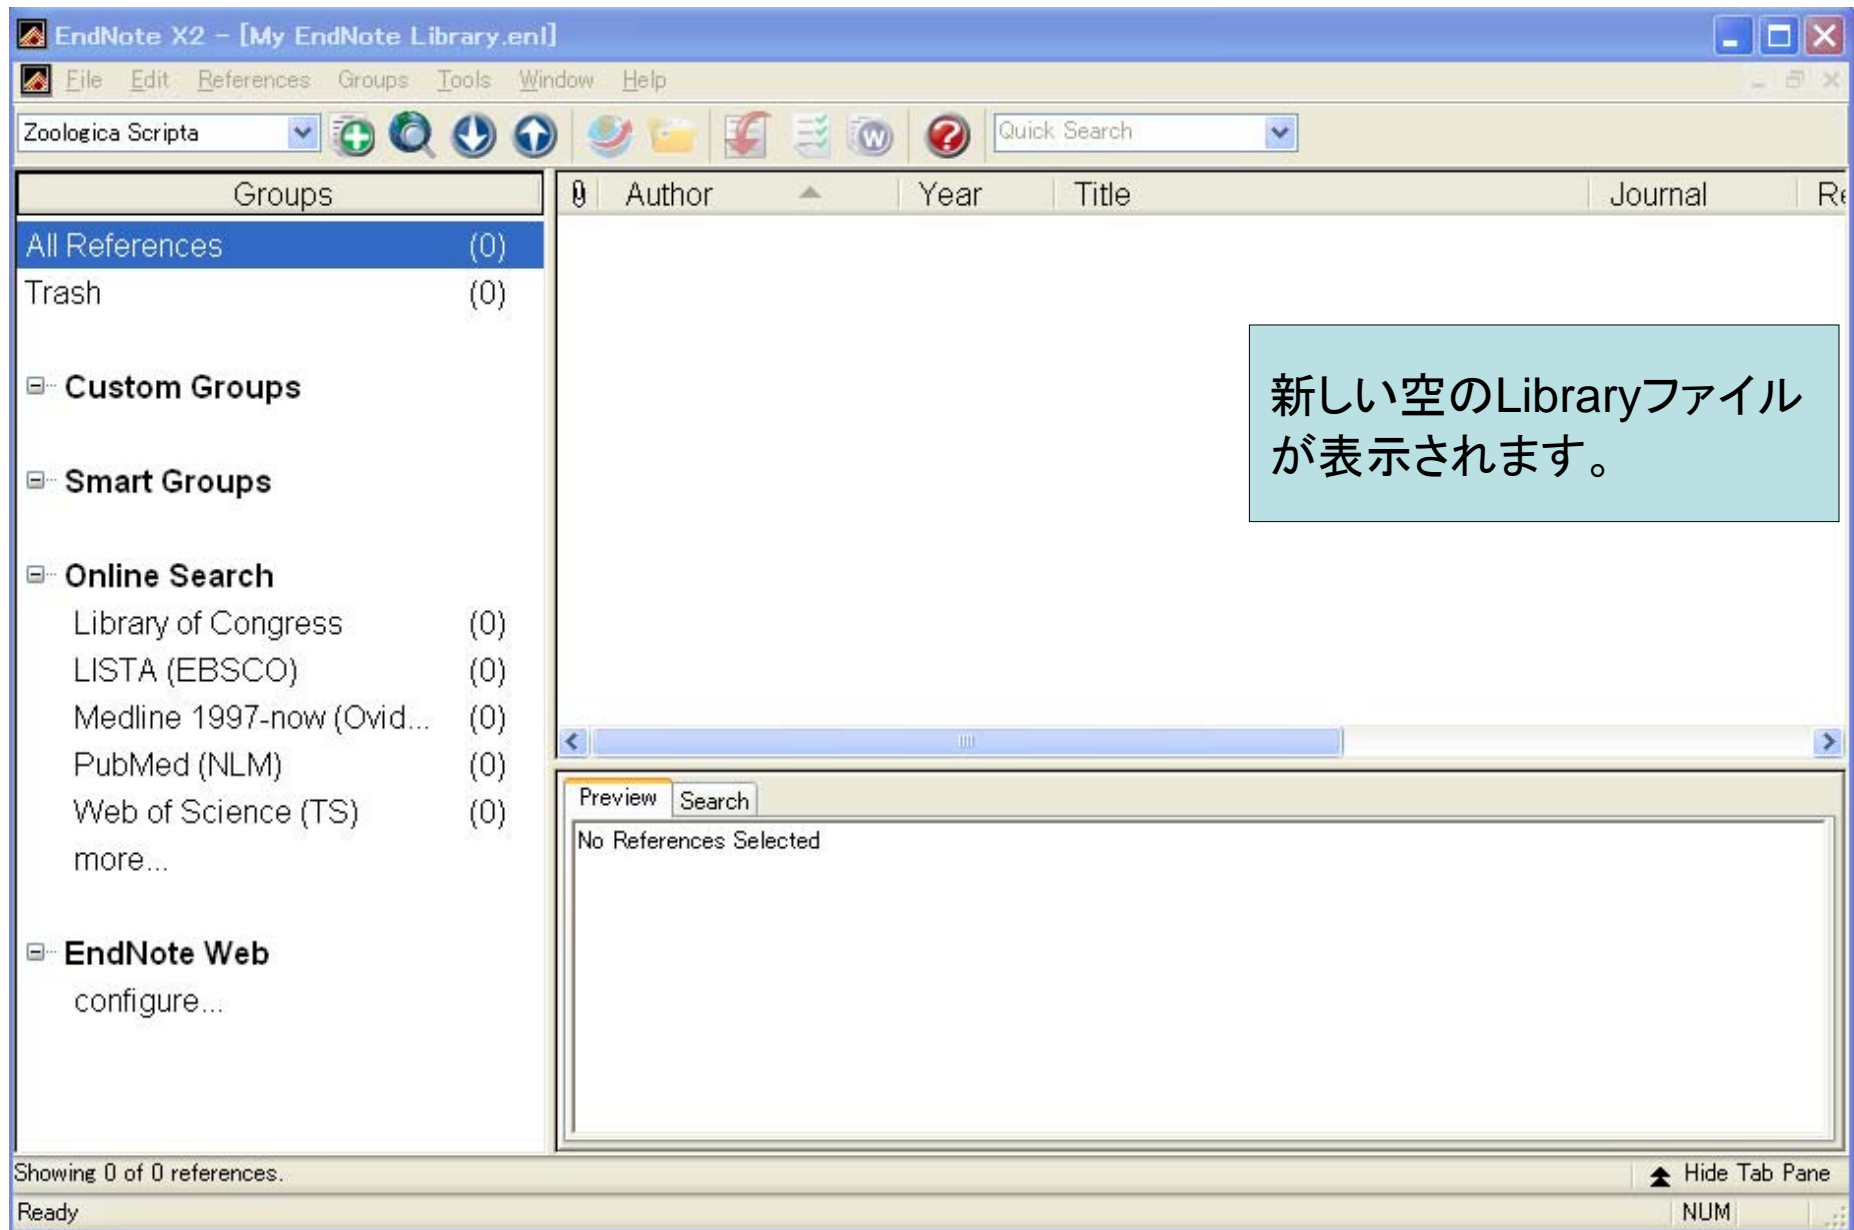 EndNote X2 - [My EndNote Library.enl]
File Edit References Groups Tools Window Help
Zoologica Scripta Quick Search
Groups
All References (0)
Trash (0)
Custom Groups
Smart Groups
Online Search
Library of Congress (0)
LISTA (EBSCO) (0)
Medline 1997-now (Ovid... (0)
PubMed (NLM) (0)
Web of Science (TS) (0)
more...
EndNote Web
configure...
Author Year Title Journal Re
新しい空のLibraryファイル
が表示されます。
Preview Search
No References Selected
Showing 0 of 0 references. Hide Tab Pane
Ready NUM